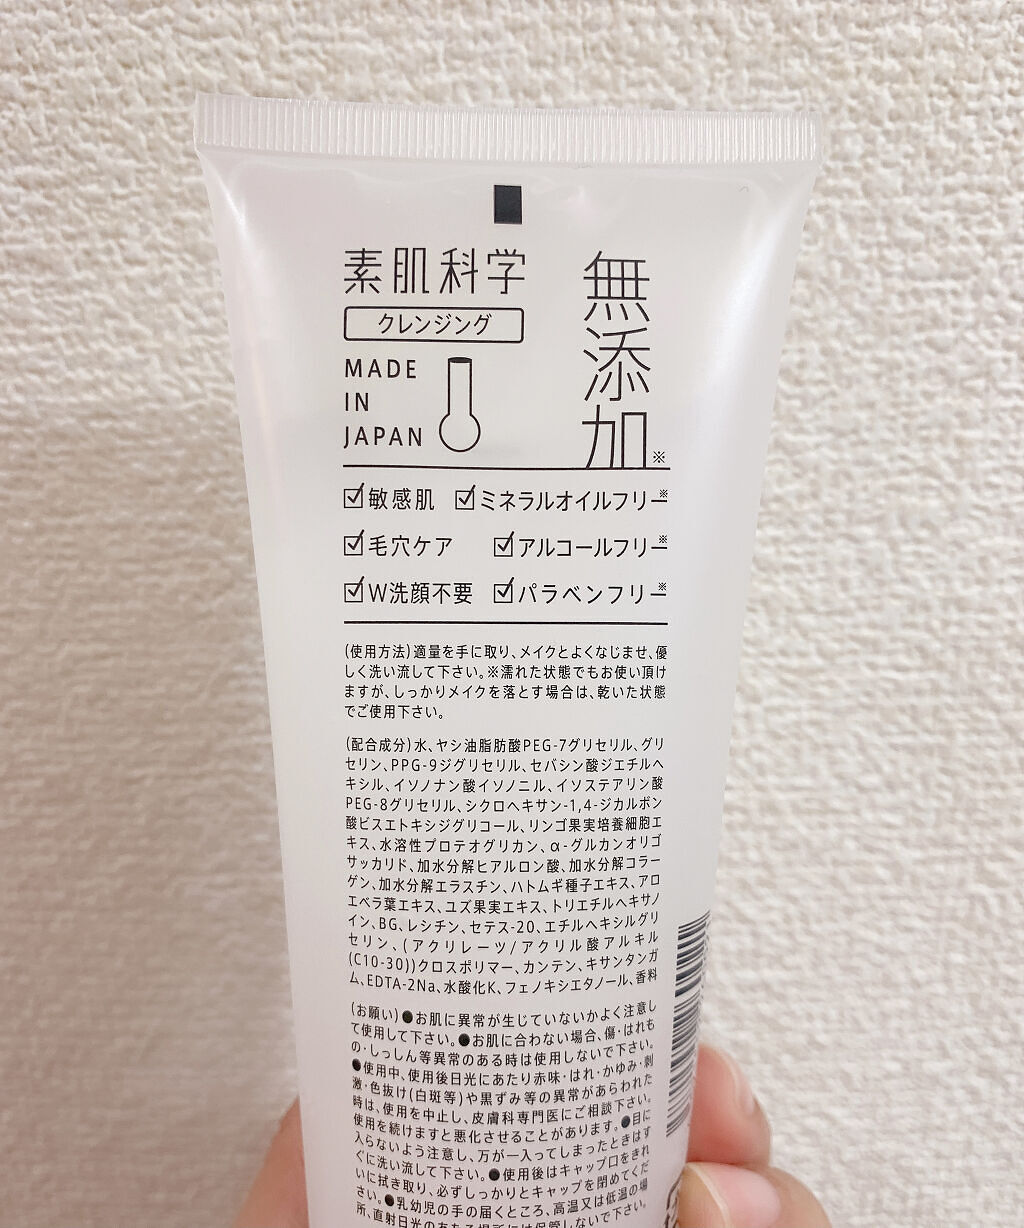 素肌科学
クレンジング
MADE
IN
JAPAN
無添加※
☑敏感肌 ☑ミネラルオイルフリー※
☑毛穴ケア ☑アルコールフリー※
☑W洗顔不要 ☑パラベンフリー※
(使用方法)適量を手に取り、メイクとよくなじませ、優
しく洗い流して下さい。※濡れた状態でもお使い頂け
ますが、しっかりメイクを落とす場合は、乾いた状態
でご使用下さい。
(配合成分)水、ヤシ油脂肪酸PEG-7グリセリル、グリ
セリン、PPG-9ジグリセリル、セバシン酸ジエチルヘ
キシル、イソノナン酸イソノニル、イソステアリン酸
PEG-8グリセリル、シクロヘキサン-1,4-ジカルボン
酸ビスエトキシジグリコール、リンゴ果実培養細胞エ
キス、水溶性プロテオグリカン、α-グルカンオリゴ
サッカリド、加水分解ヒアルロン酸、加水分解コラー
ゲン、加水分解エラスチン、ハトムギ種子エキス、アロ
エベラ葉エキス、ユズ果実エキス、トリエチルヘキサノ
イン、BG、レシチン、セテス-20、エチルヘキシルグリ
セリン、(アクリレーツ/アクリル酸アルキル
(C10-30))クロスポリマー、カンテン、キサンタンガ
ム、EDTA-2Na、水酸化K、フェノキシエタノール、香料
(お願い)●お肌に異常が生じていないかよく注意し
て使用して下さい。●お肌に合わない場合、傷・はれも
の・しっしん等異常のある時は使用しないで下さい。
●使用中、使用後日光にあたり赤味・はれ・かゆみ・刺
激・色抜け(白斑等)や黒ずみ等の異常があらわれた
時は、使用を中止し、皮膚科専門医にご相談下さい。
使用を続けますと悪化させることがあります。●目に
入らないよう注意し、万が一入ってしまったときはす
ぐに洗い流して下さい。●使用後はキャップ口をきれ
いに拭き取り、必ずしっかりとキャップを閉めてくだ
さい。●乳幼児の手の届くところ、高温又は低温の場
所、直射日光のあたる場所には保管しないで下さい。